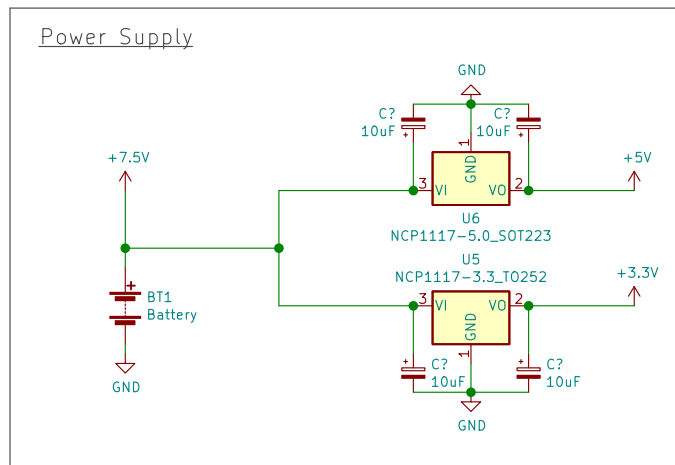 Power Supply
GND
C?
10uF
C?
10uF
+7.5V
1
GND
+5V
3
VI
VO
2
U6
NCP1117-5.0_SOT223
U5
NCP1117-3.3_TO252
+3.3V
+
BT1
Battery
3
VI
VO
2
GND
1
C?
10uF
C?
10uF
GND
GND